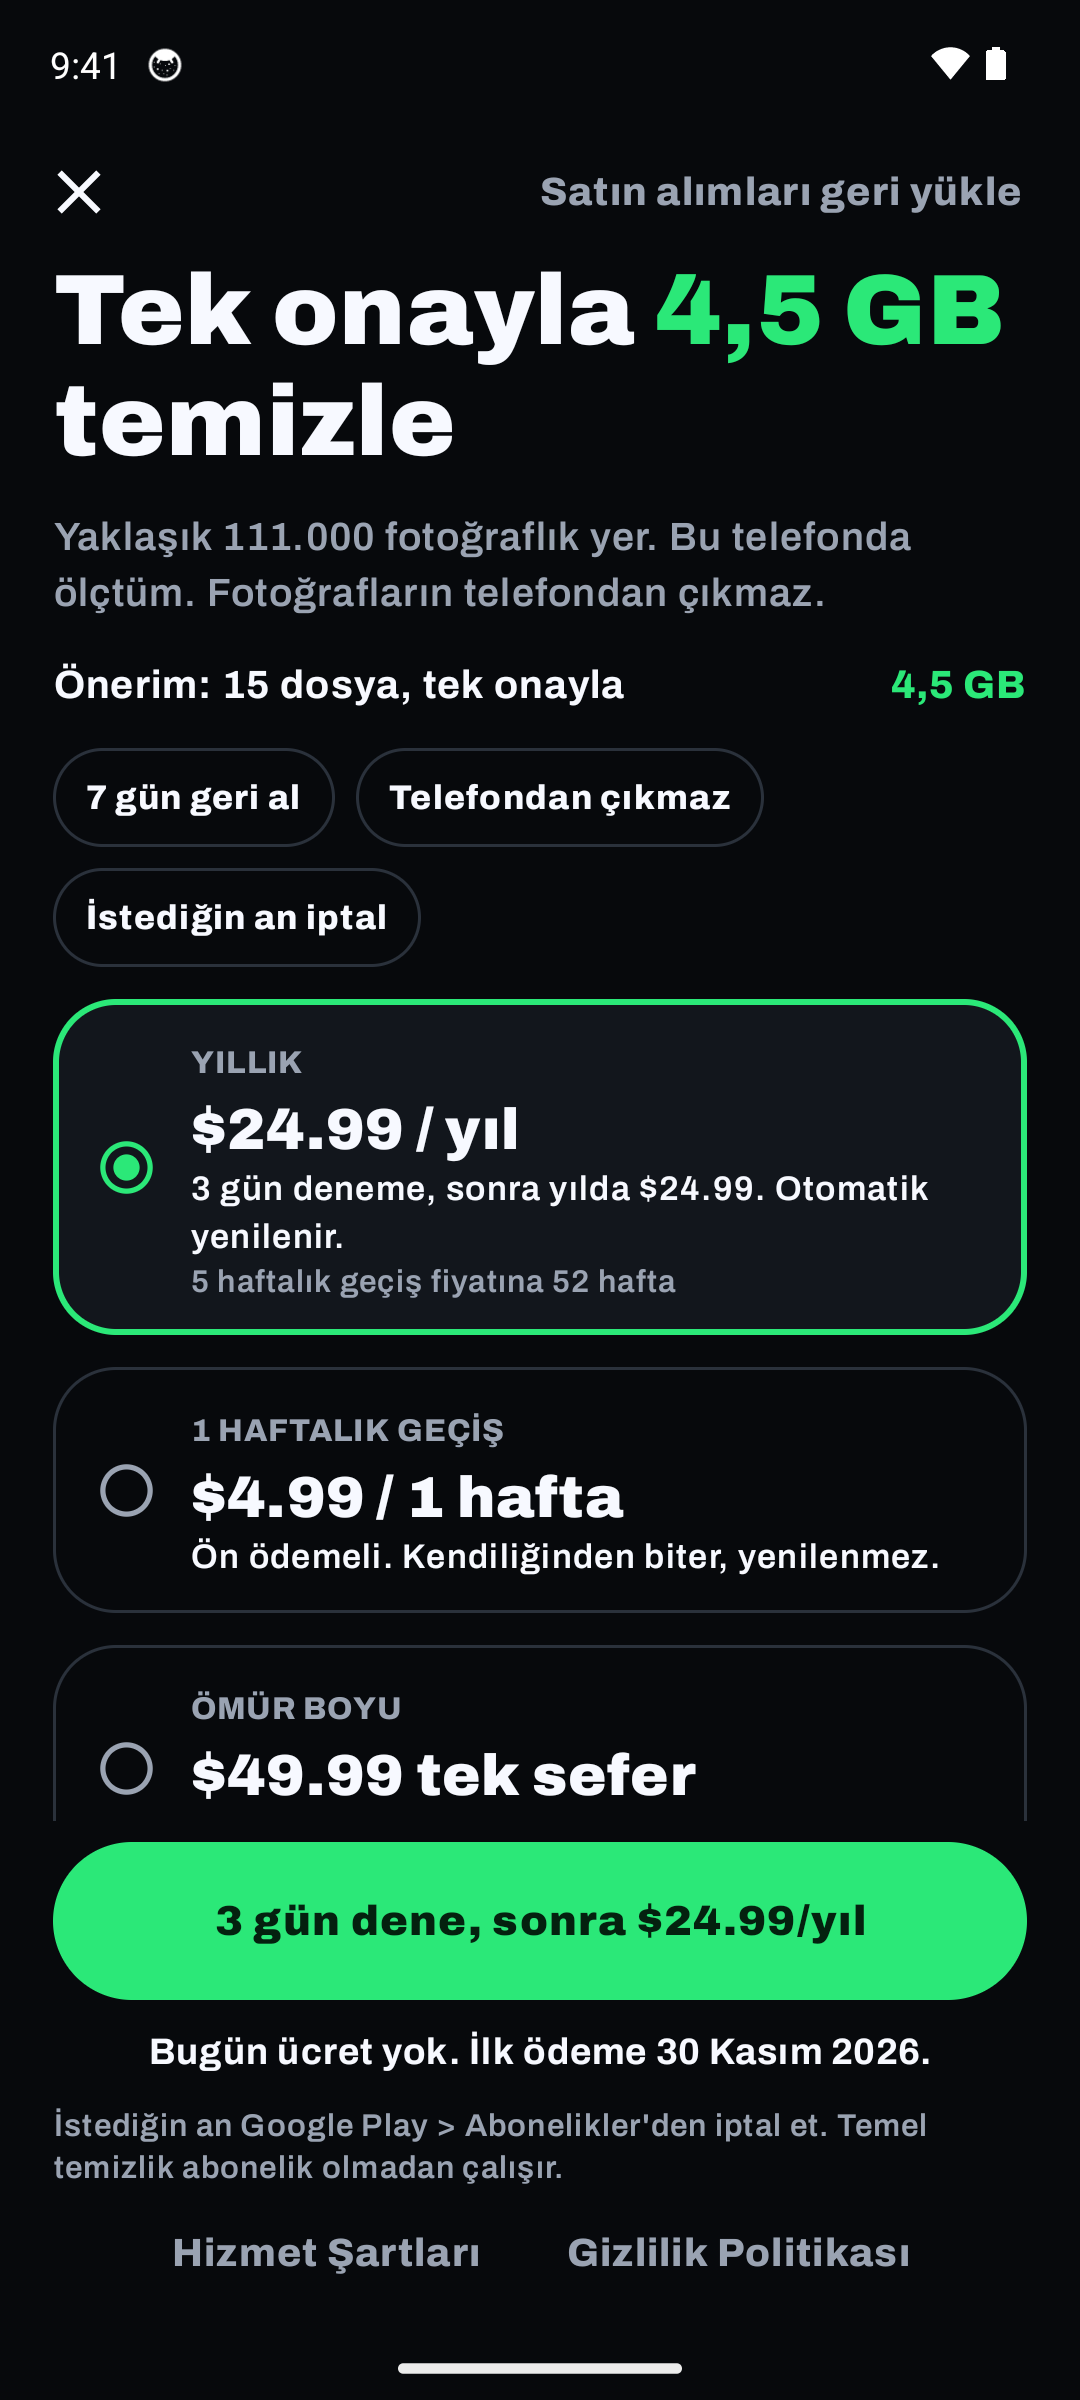 9:41
Satın alımları geri yükle
Tek onayla 4,5 GB
temizle
Yaklaşık 111.000 fotoğraflık yer. Bu telefonda
ölçtüm. Fotoğrafların telefondan çıkmaz.
Önerim: 15 dosya, tek onayla 4,5 GB
7 gün geri al Telefondan çıkmaz
İstediğin an iptal
YILLIK
$24.99 / yıl
3 gün deneme, sonra yılda $24.99. Otomatik
yenilenir.
5 haftalık geçiş fiyatına 52 hafta
1 HAFTALIK GEÇİŞ
$4.99 / 1 hafta
Ön ödemeli. Kendiliğinden biter, yenilenmez.
ÖMÜR BOYU
$49.99 tek sefer
3 gün dene, sonra $24.99/yıl
Bugün ücret yok. İlk ödeme 30 Kasım 2026.
İstediğin an Google Play > Abonelikler'den iptal et. Temel
temizlik abonelik olmadan çalışır.
Hizmet Şartları Gizlilik Politikası